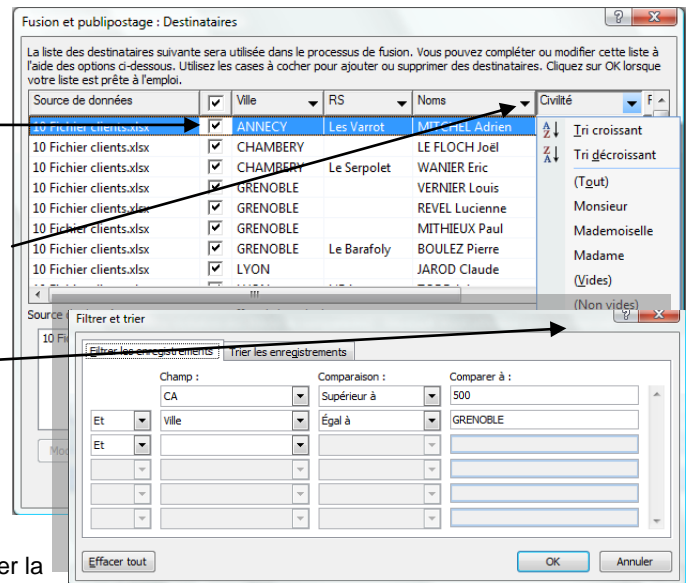 Fusion et publipostage : Destinataires
La liste des destinataires suivante sera utilisée dans le processus de fusion. Vous pouvez compléter ou modifier cette liste à
l'aide des options ci-dessous. Utilisez les cases à cocher pour ajouter ou supprimer des destinataires. Cliquez sur OK lorsque
votre liste est prête à l'emploi.
Source de données Ville RS Noms Civilité F
10 Fichier clients.xlsx ANNECY Les Varrot MITCHEL Adrien
10 Fichier clients.xlsx CHAMBERY LE FLOCH Joël
10 Fichier clients.xlsx CHAMBERY Le Serpolet WANIER Eric
10 Fichier clients.xlsx GRENOBLE VERNIER Louis
10 Fichier clients.xlsx GRENOBLE REVEL Lucienne
10 Fichier clients.xlsx GRENOBLE MITHIEUX Paul
10 Fichier clients.xlsx GRENOBLE Le Barafoly BOULEZ Pierre
10 Fichier clients.xlsx LYON JAROD Claude
Tri croissant
Tri décroissant
(Tout)
Monsieur
Mademoiselle
Madame
(Vides)
(Non vides)
Source
10 Fi
Mod
Filtrer et trier
Filtrer les enregistrements Trier les enregistrements
Champ : Comparaison : Comparer à :
CA Supérieur à 500
Et Ville Égal à GRENOBLE
Et
Effacer tout OK Annuler
er la